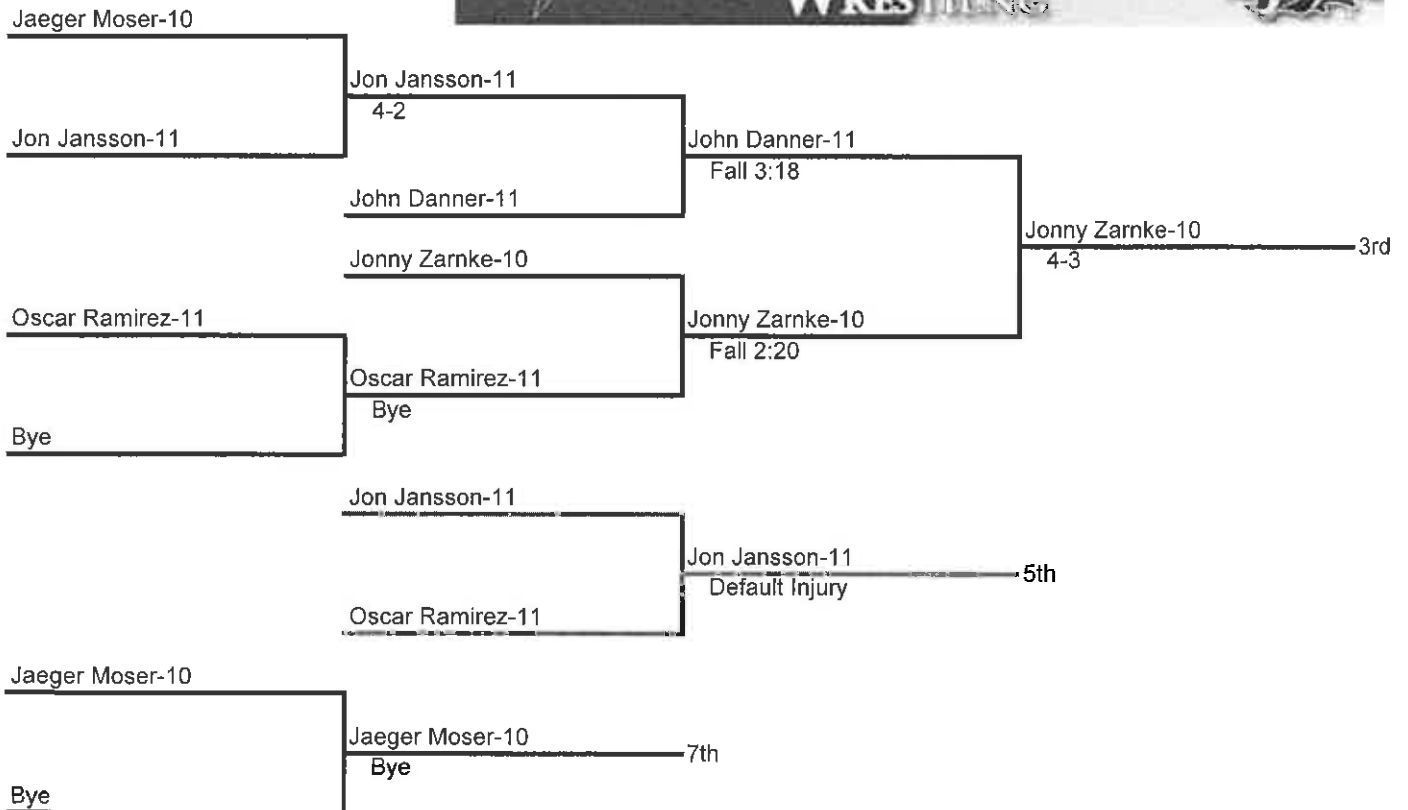 WRESTLING
Jaeger Moser-10
Jon Jansson-11
4-2
Jon Jansson-11
John Danner-11
Fall 3:18
John Danner-11
Jonny Zarnke-10
4-3
3rd
Jonny Zarnke-10
Oscar Ramirez-11
Jonny Zarnke-10
Fall 2:20
Oscar Ramirez-11
Bye
Bye
Jon Jansson-11
Jon Jansson-11
Default Injury
5th
Oscar Ramirez-11
Jaeger Moser-10
Jaeger Moser-10
Bye
7th
Bye